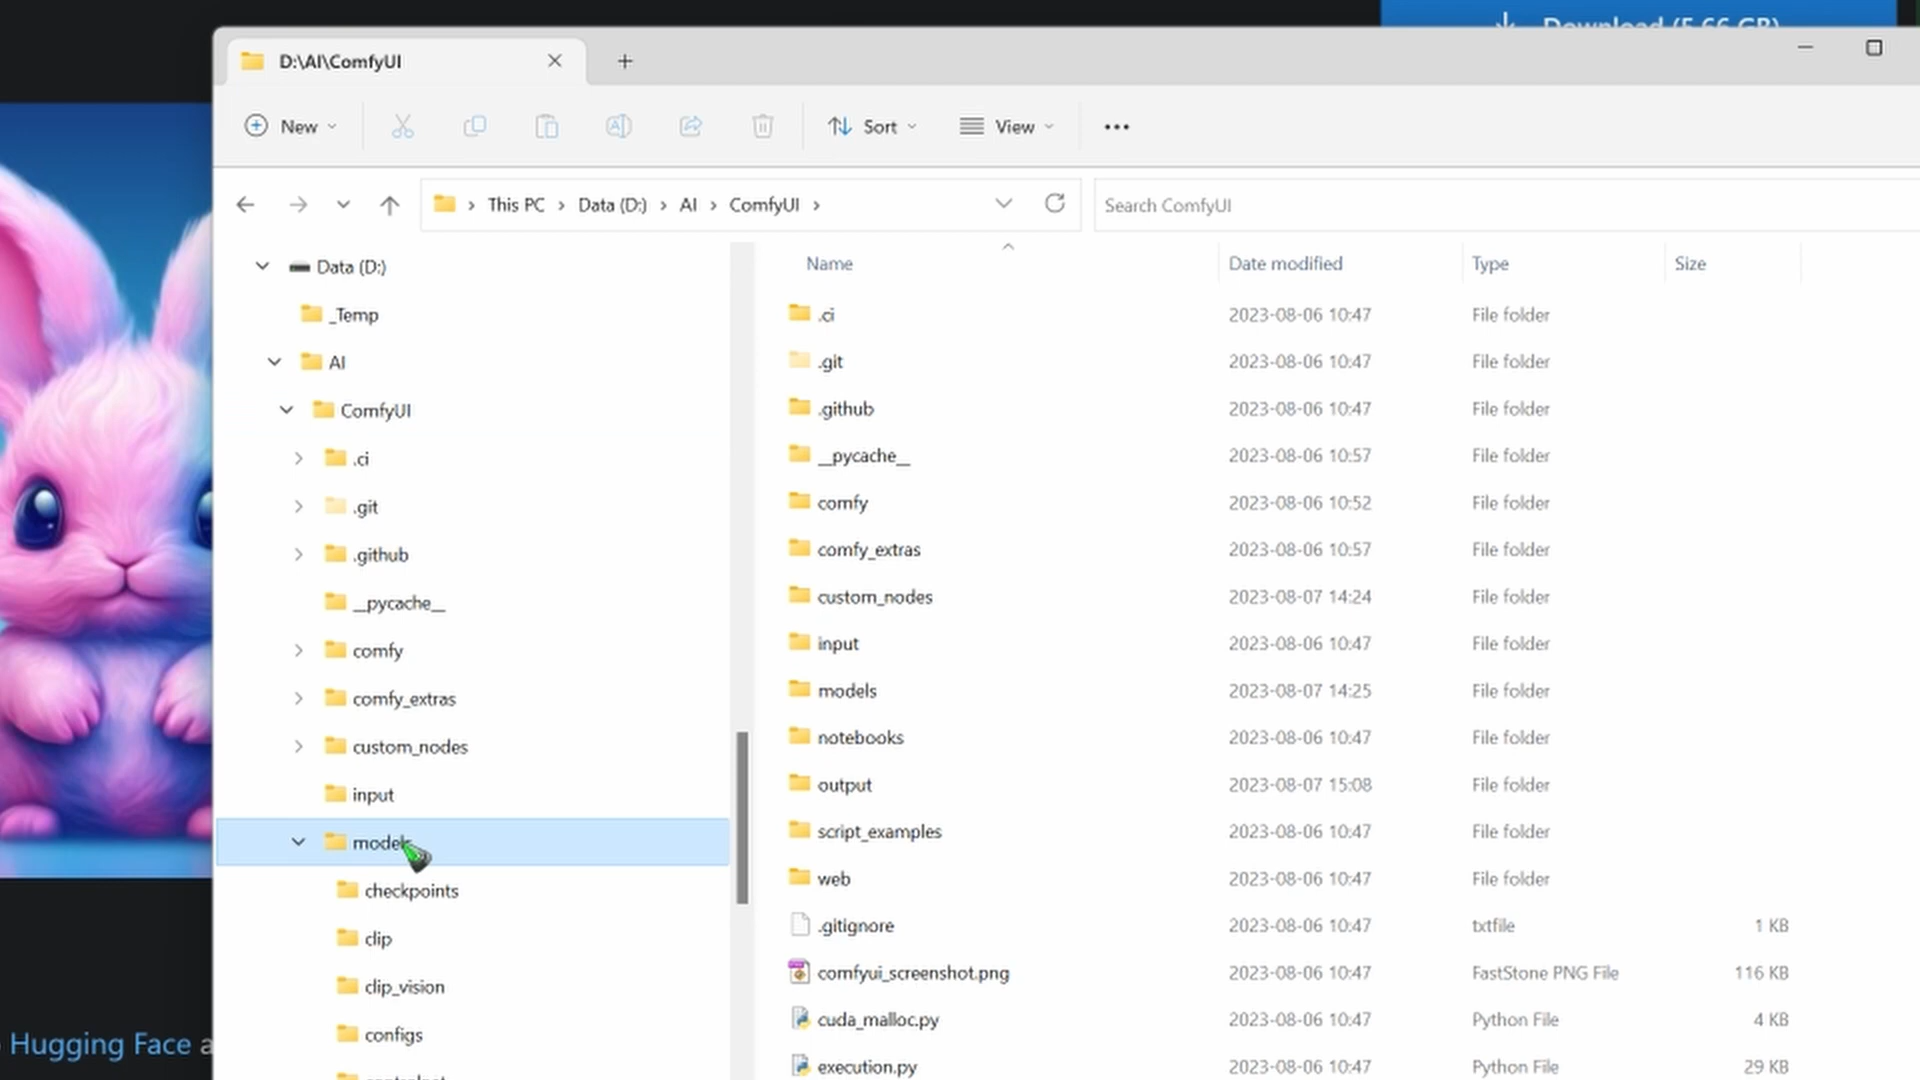 Download (5.66 GB)
D:\AI\ComfyUI
New
Sort
View
This PC > Data (D:) > AI > ComfyUI >
Search ComfyUI
Data (D:)
_Temp
AI
ComfyUI
.ci
.git
.github
__pycache__
comfy
comfy_extras
custom_nodes
input
models
checkpoints
clip
clip_vision
configs
controlnet
Name Date modified Type Size
.ci 2023-08-06 10:47 File folder
.git 2023-08-06 10:47 File folder
.github 2023-08-06 10:47 File folder
__pycache__ 2023-08-06 10:57 File folder
comfy 2023-08-06 10:52 File folder
comfy_extras 2023-08-06 10:57 File folder
custom_nodes 2023-08-07 14:24 File folder
input 2023-08-06 10:47 File folder
models 2023-08-07 14:25 File folder
notebooks 2023-08-06 10:47 File folder
output 2023-08-07 15:08 File folder
script_examples 2023-08-06 10:47 File folder
web 2023-08-06 10:47 File folder
.gitignore 2023-08-06 10:47 txtfile 1 KB
comfyui_screenshot.png 2023-08-06 10:47 FastStone PNG File 116 KB
cuda_malloc.py 2023-08-06 10:47 Python File 4 KB
execution.py 2023-08-06 10:47 Python File 29 KB
Hugging Face